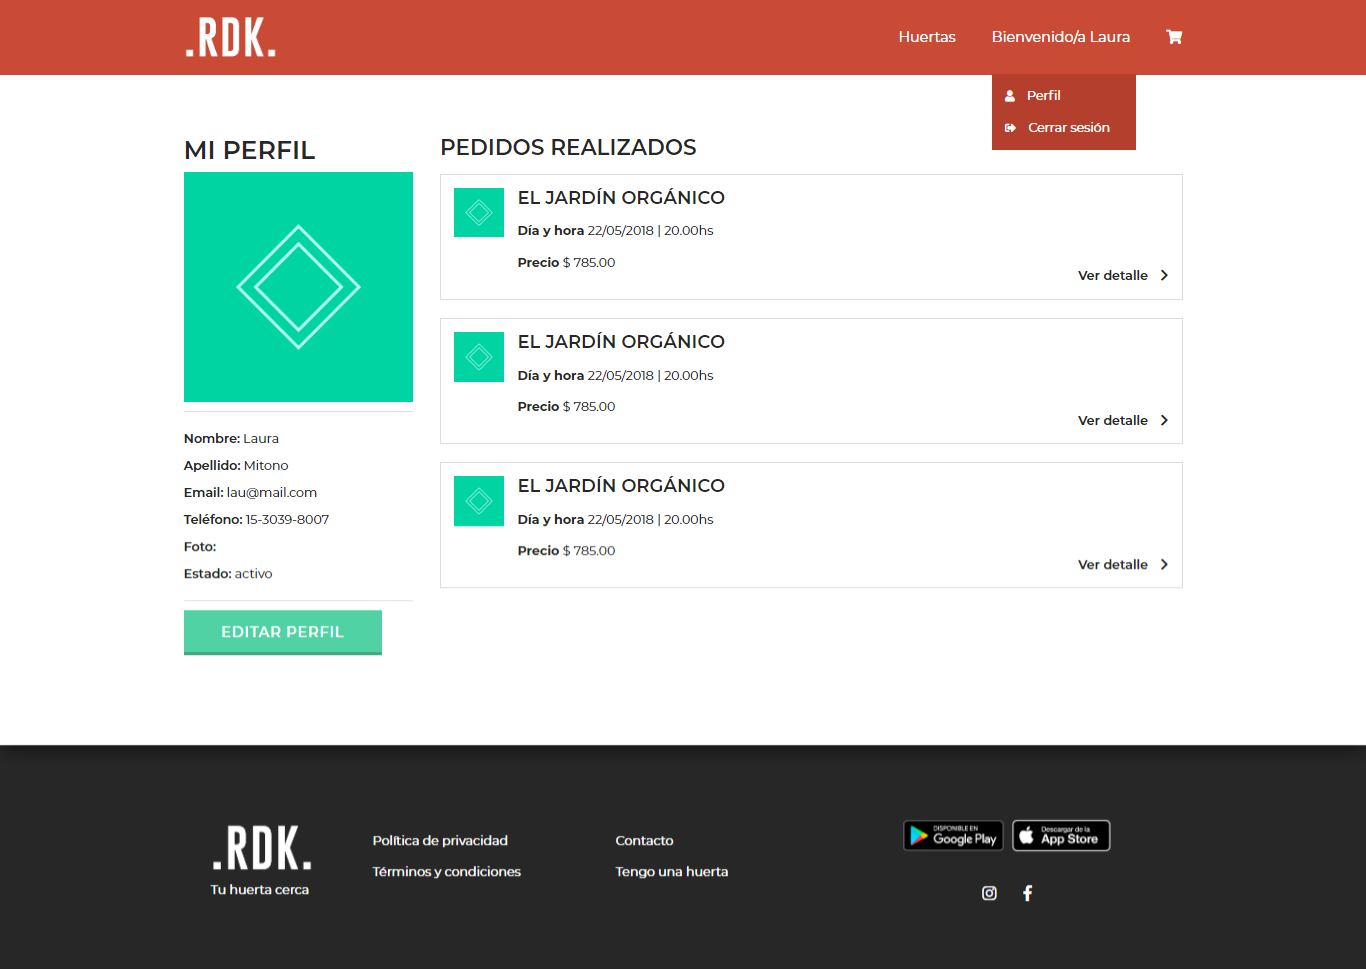 .RDK.
Huertas
Bienvenido/a Laura
Perfil
Cerrar sesión
MI PERFIL
Nombre: Laura
Apellido: Mitono
Email: lau@mail.com
Teléfono: 15-3039-8007
Foto:
Estado: activo
EDITAR PERFIL
PEDIDOS REALIZADOS
EL JARDÍN ORGÁNICO
Día y hora 22/05/2018 | 20.00hs
Precio $ 785.00
Ver detalle
EL JARDÍN ORGÁNICO
Día y hora 22/05/2018 | 20.00hs
Precio $ 785.00
Ver detalle
EL JARDÍN ORGÁNICO
Día y hora 22/05/2018 | 20.00hs
Precio $ 785.00
Ver detalle
.RDK.
Tu huerta cerca
Política de privacidad
Términos y condiciones
Contacto
Tengo una huerta
DISPONIBLE EN
Google Play
Descargar de la
App Store